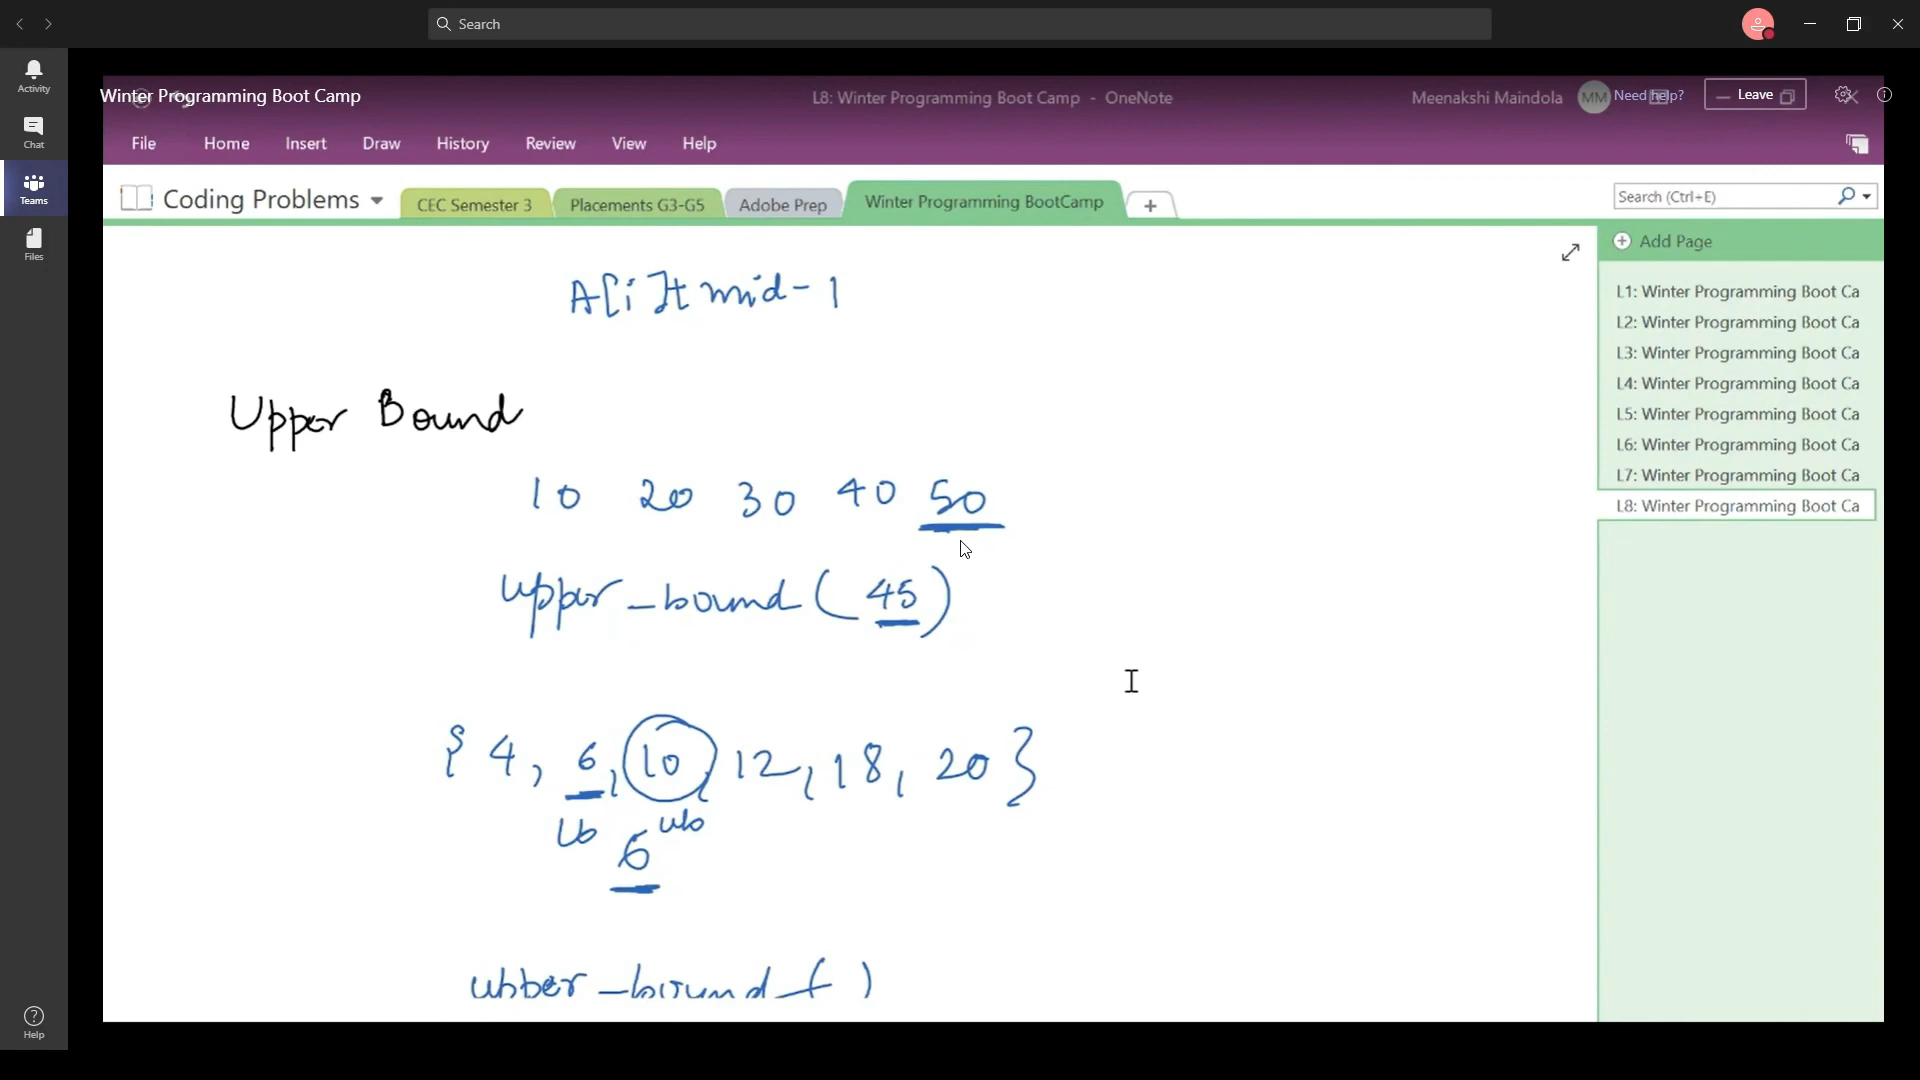 Search
Activity
Chat
Teams
Files
Help
Winter Programming Boot Camp
L8: Winter Programming Boot Camp - OneNote
Meenakshi Maindola
MM
Need help?
Leave
File Home Insert Draw History Review View Help
Coding Problems
CEC Semester 3
Placements G3-G5
Adobe Prep
Winter Programming BootCamp
Search (Ctrl+E)
Add Page
L1: Winter Programming Boot Ca
L2: Winter Programming Boot Ca
L3: Winter Programming Boot Ca
L4: Winter Programming Boot Ca
L5: Winter Programming Boot Ca
L6: Winter Programming Boot Ca
L7: Winter Programming Boot Ca
L8: Winter Programming Boot Ca
A[i]+mid-1
Upper Bound
10 20 30 40 50
upper_bound(45)
{ 4, 6, 10, 12, 18, 20 }
lb ub
6
upper_bound ( )